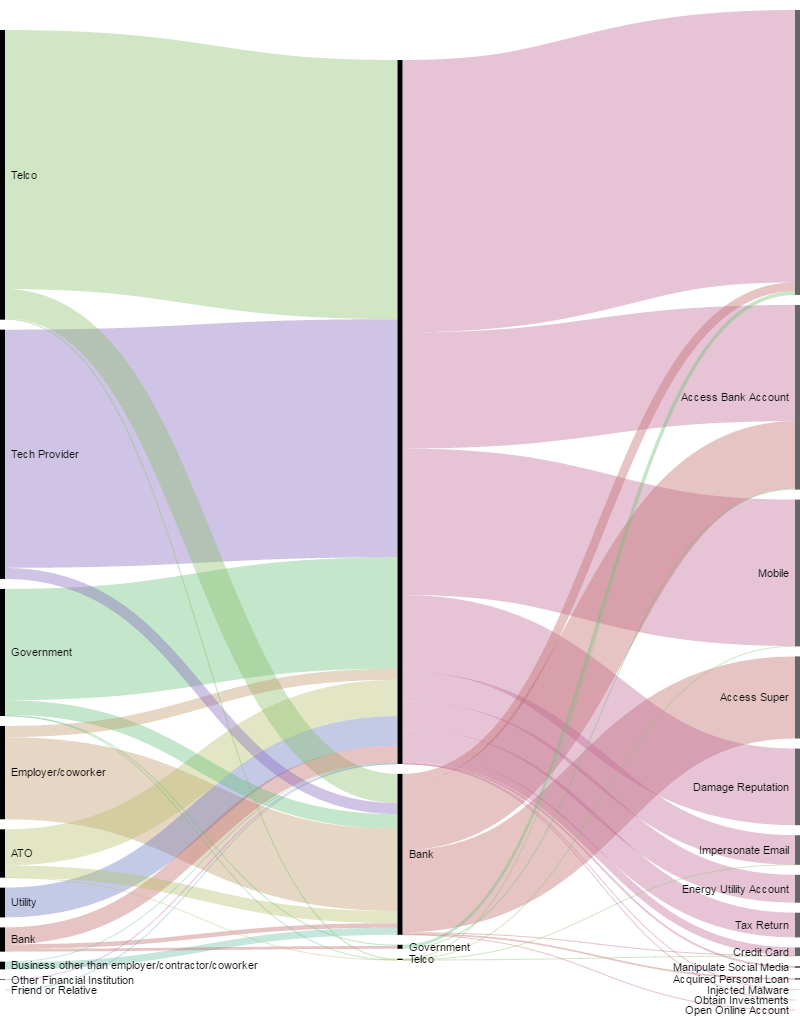 Telco
Tech Provider
Government
Employer/coworker
ATO
Utility
Bank
Business other than employer/contractor/coworker
Other Financial Institution
Friend or Relative
Bank
Government
Telco
Access Bank Account
Mobile
Access Super
Damage Reputation
Impersonate Email
Energy Utility Account
Tax Return
Credit Card
Manipulate Social Media
Acquired Personal Loan
Injected Malware
Obtain Investments
Open Online Account